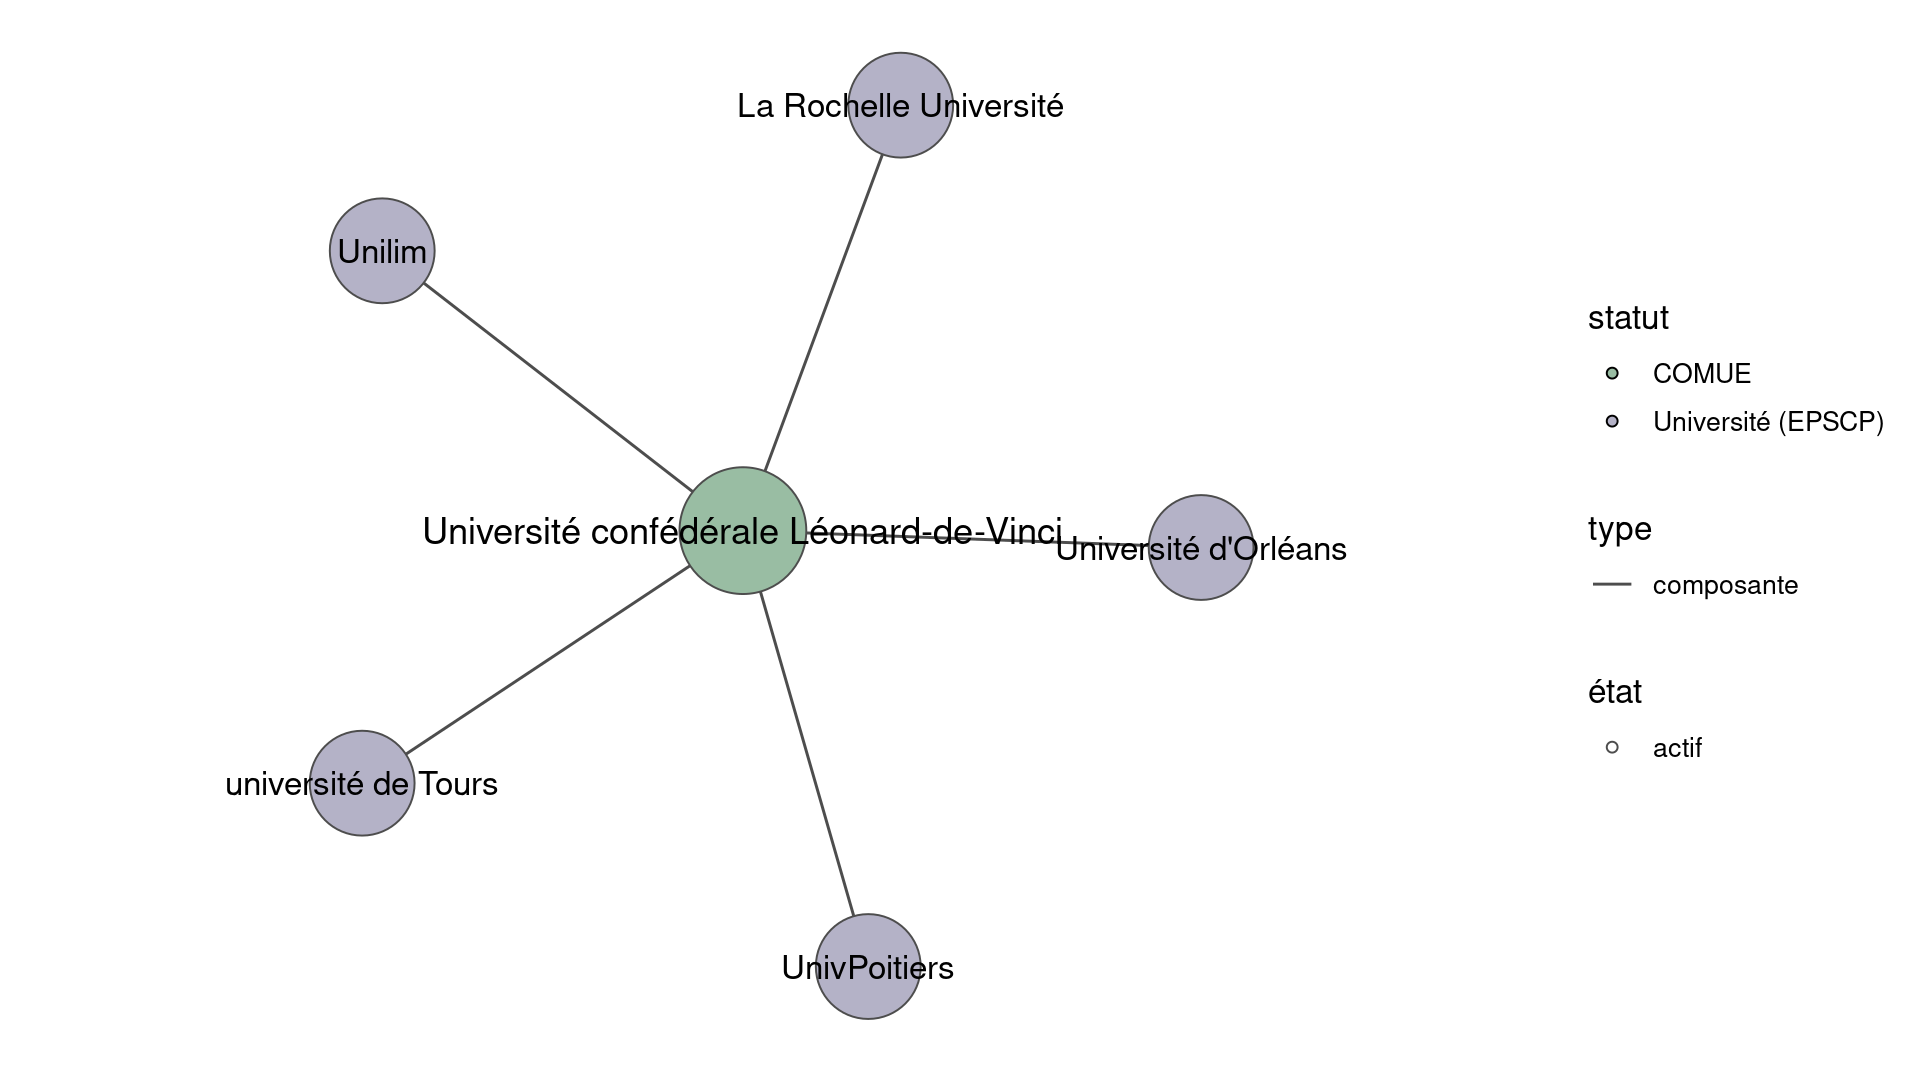 La Rochelle Université
Unilim
Université confédérale Léonard-de-Vinci
Université d'Orléans
université de Tours
UnivPoitiers
statut
COMUE
Université (EPSCP)
type
composante
état
actif